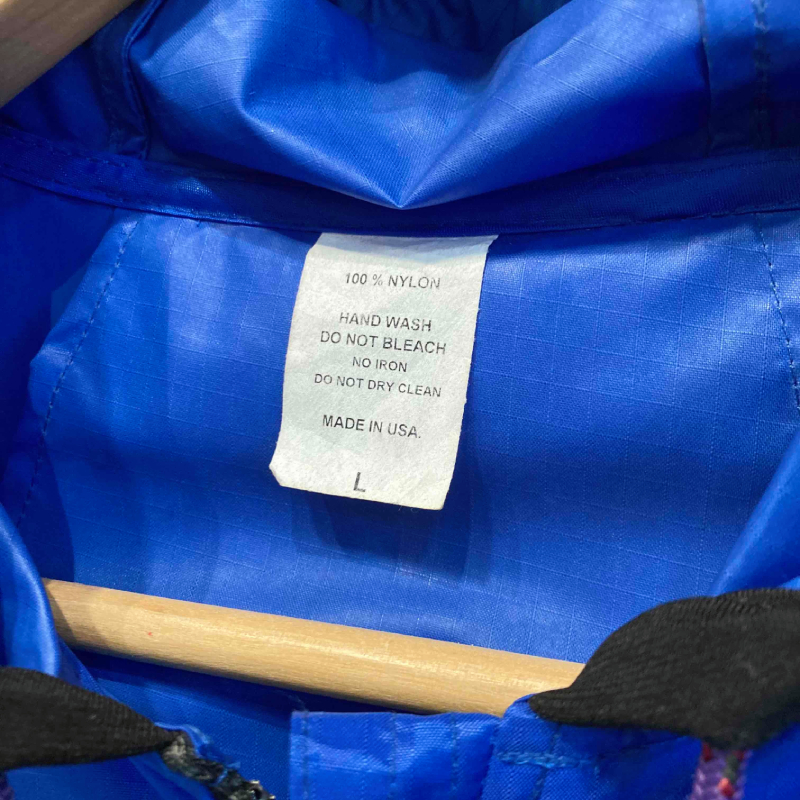 100 % NYLON
HAND WASH
DO NOT BLEACH
NO IRON
DO NOT DRY CLEAN
MADE IN USA.
L